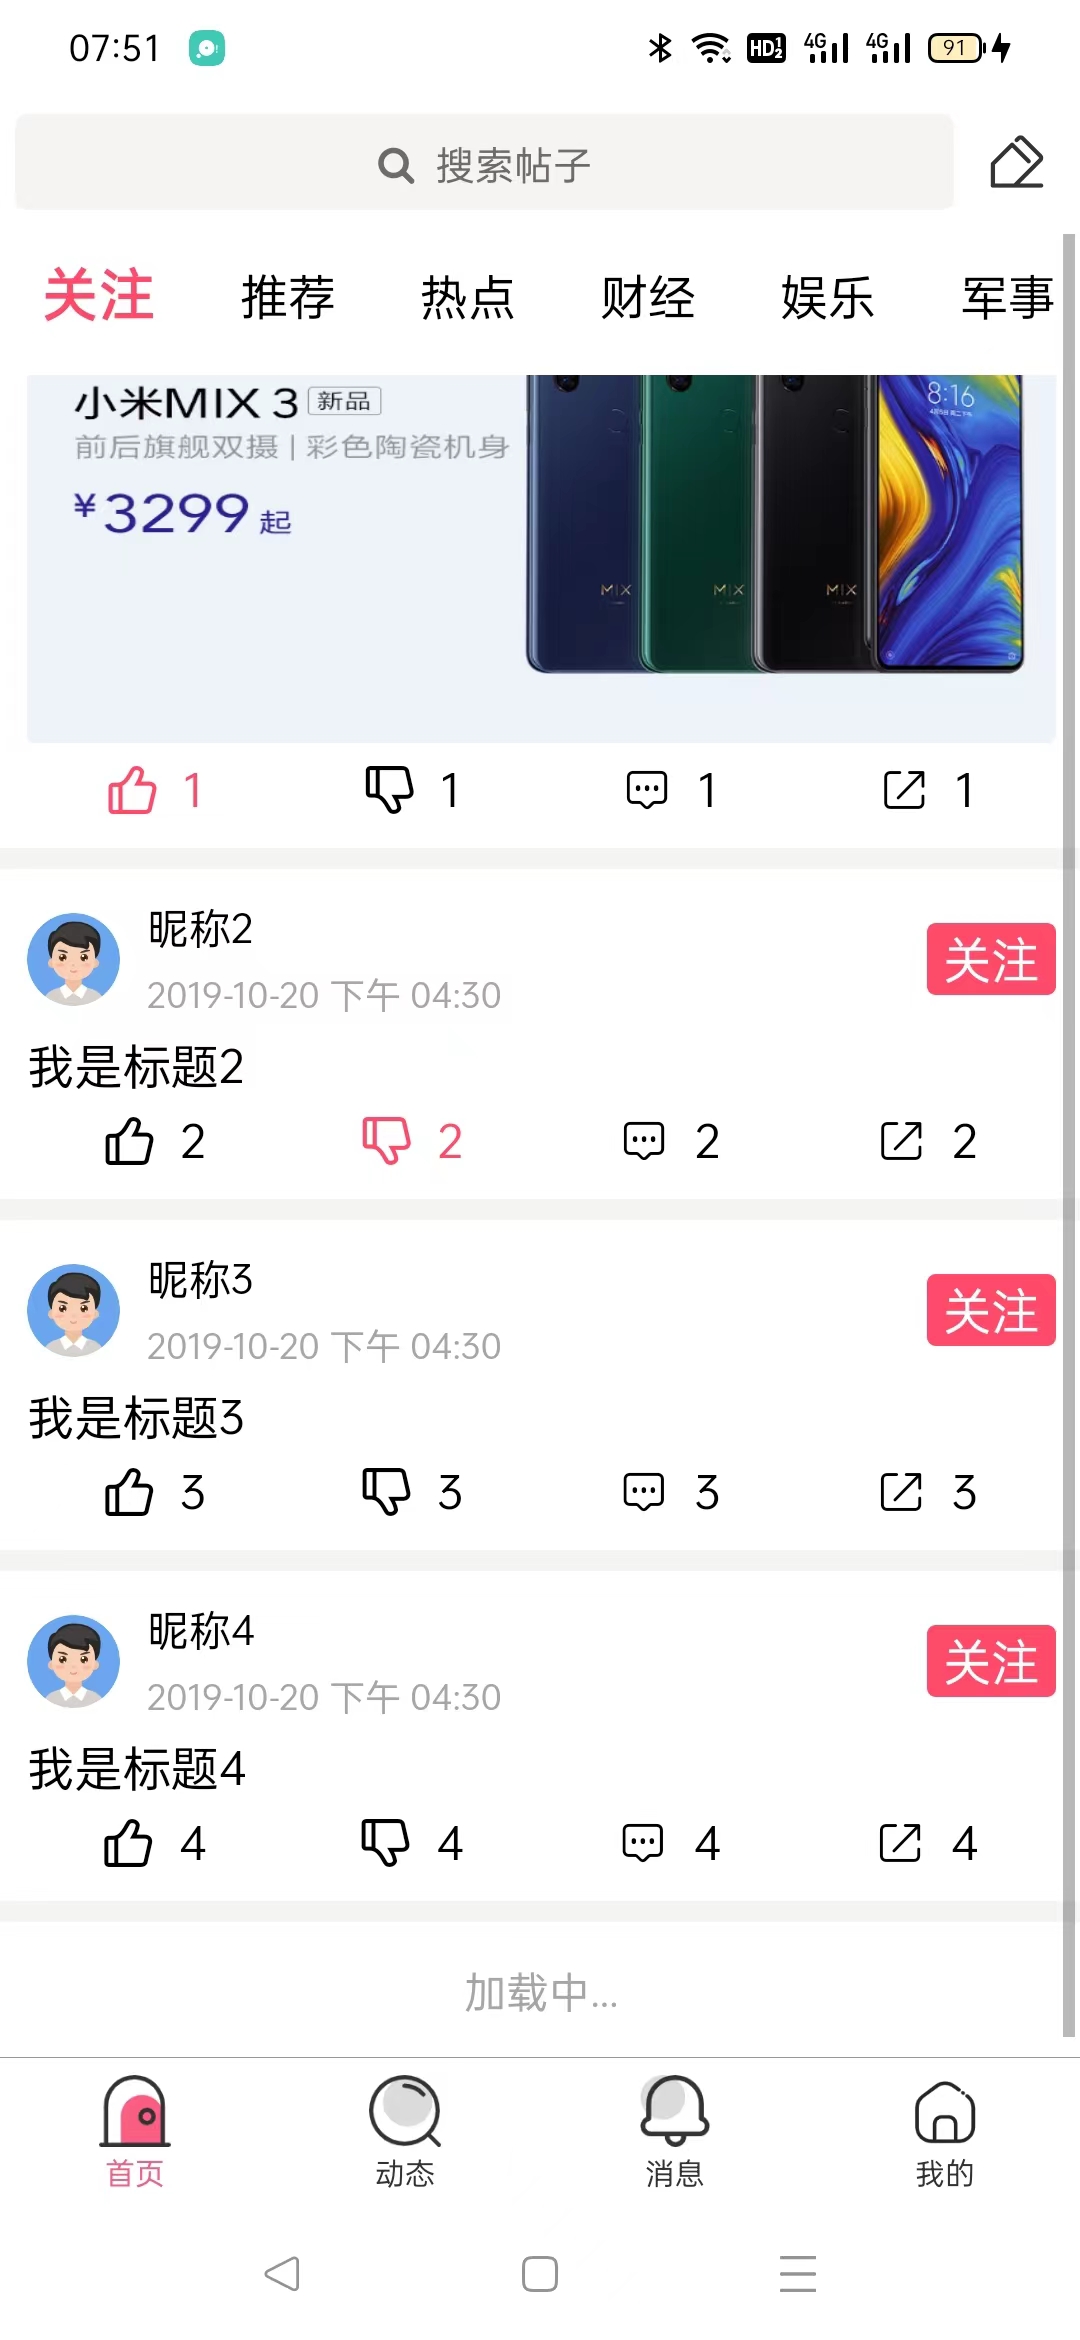 07:51
HD 1 2 4G 4G 91
搜索帖子
关注 推荐 热点 财经 娱乐 军事
小米MIX 3 新品
前后旗舰双摄 | 彩色陶瓷机身
¥3299起
8:16
MIX MIX MIX
1 1 1 1
昵称2
2019-10-20 下午 04:30
关注
我是标题2
2 2 2 2
昵称3
2019-10-20 下午 04:30
关注
我是标题3
3 3 3 3
昵称4
2019-10-20 下午 04:30
关注
我是标题4
4 4 4 4
加载中...
首页 动态 消息 我的